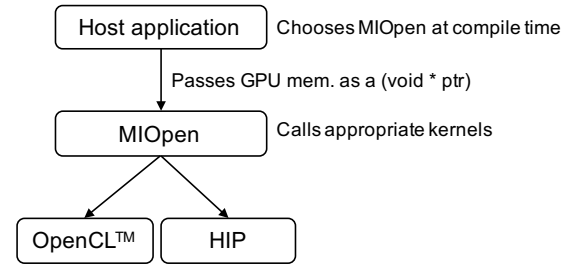 Host application
Chooses MIOpen at compile time
Passes GPU mem. as a (void * ptr)
MIOpen
Calls appropriate kernels
OpenCL™
HIP